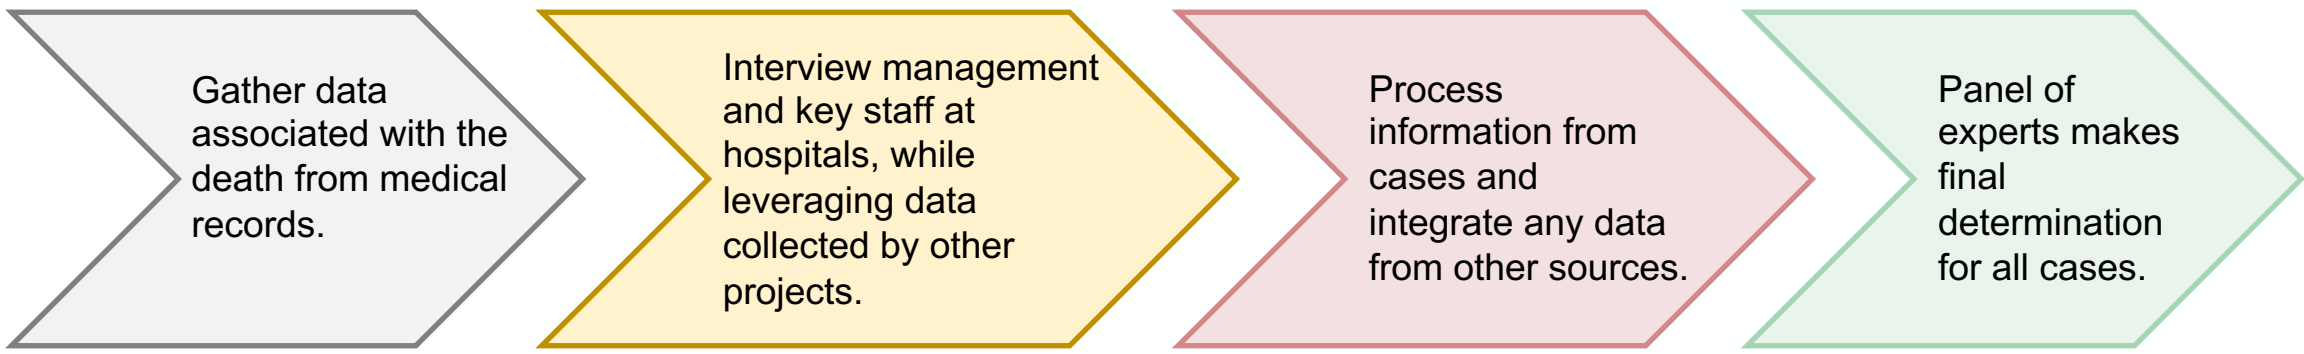 Gather data
associated with the
death from medical
records.
Interview management
and key staff at
hospitals, while
leveraging data
collected by other
projects.
Process
information from
cases and
integrate any data
from other sources.
Panel of
experts makes
final
determination
for all cases.